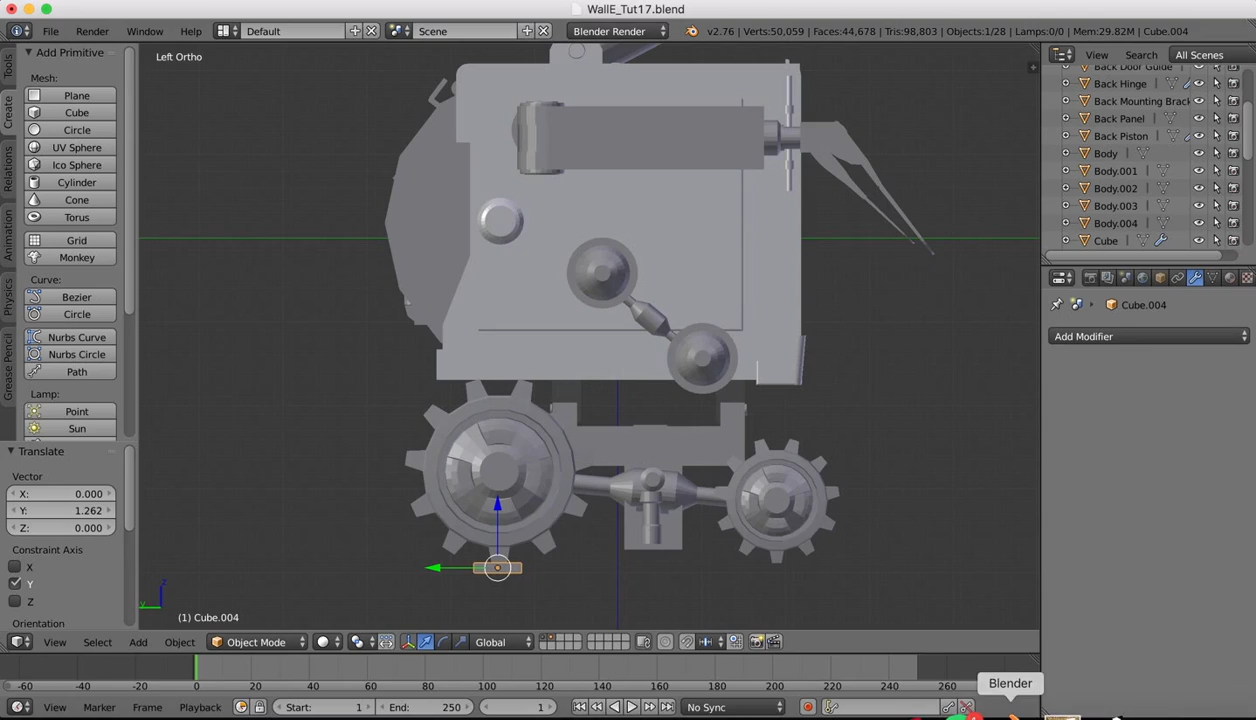 WallE_Tut17.blend
File Render Window Help Default Scene Blender Render v2.76 | Verts:50,059 | Faces:44,678 | Tris:98,803 | Objects:1/28 | Lamps:0/0 | Mem:29.82M | Cube.004
Add Primitive
Mesh:
Plane
Cube
Circle
UV Sphere
Ico Sphere
Cylinder
Cone
Torus
Grid
Monkey
Curve:
Bezier
Circle
Nurbs Curve
Nurbs Circle
Path
Lamp:
Point
Sun
Tools
Create
Relations
Animation
Physics
Grease Pencil
Translate
Vector
X: 0.000
Y: 1.262
Z: 0.000
Constraint Axis
X
Y
Z
Orientation
Left Ortho
z
y
(1) Cube.004
View Search All Scenes
Back Door Guide
Back Hinge
Back Mounting Brack
Back Panel
Back Piston
Body
Body.001
Body.002
Body.003
Body.004
Cube
Cube.004
Add Modifier
View Select Add Object Object Mode Global
-60 -40 -20 0 20 40 60 80 100 120 140 160 180 200 220 240 260
Blender
View Marker Frame Playback Start: 1 End: 250 1 No Sync